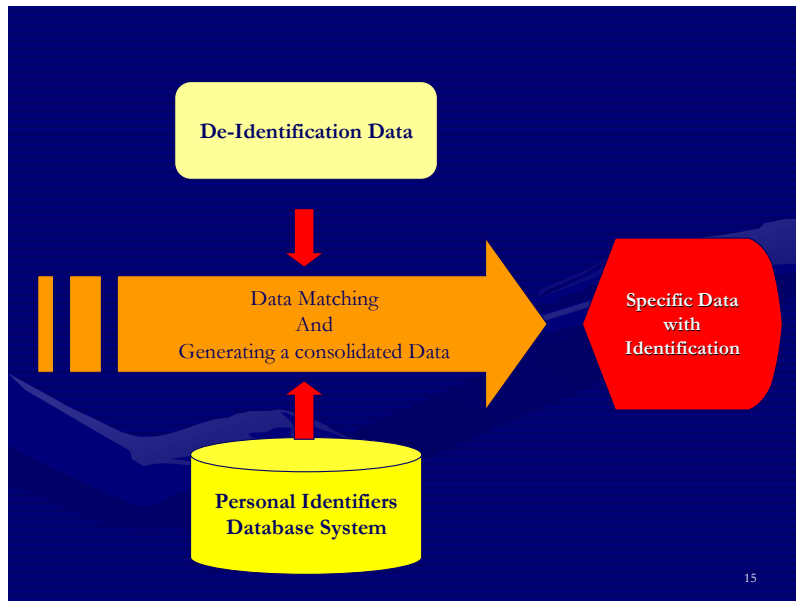 De-Identification Data
Data Matching
And
Generating a consolidated Data
Specific Data
with
Identification
Personal Identifiers
Database System
15